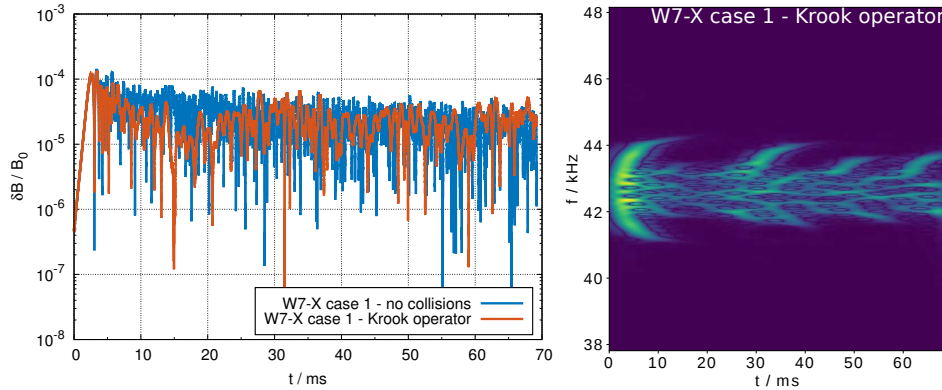 10⁻³
10⁻⁴
10⁻⁵
10⁻⁶
10⁻⁷
10⁻⁸
δB / B₀
0 10 20 30 40 50 60 70
t / ms
W7-X case 1 - no collisions
W7-X case 1 - Krook operator
W7-X case 1 - Krook operator
48
46
44
42
40
38
f / kHz
0 10 20 30 40 50 60
t / ms